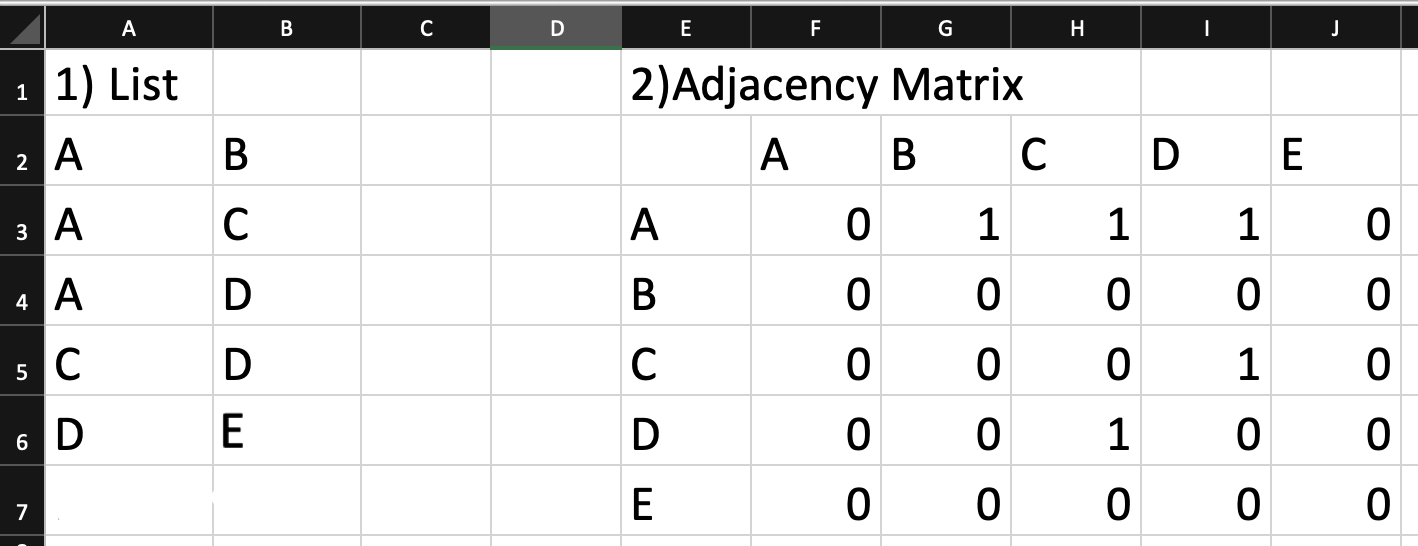 A B C D E F G H I J
1 1) List 2)Adjacency Matrix
2 A B A B C D E
3 A C A 0 1 1 1 0
4 A D B 0 0 0 0 0
5 C D C 0 0 0 1 0
6 D E D 0 0 1 0 0
7 E 0 0 0 0 0